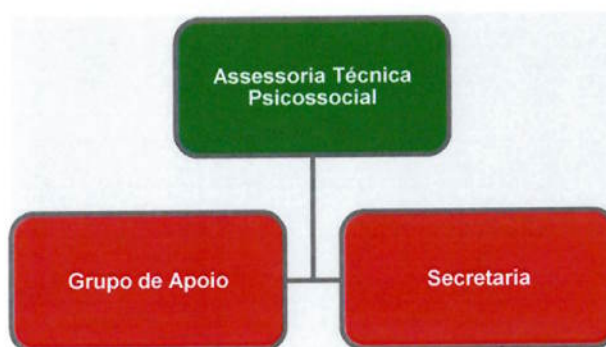 Assessoria Técnica
Psicossocial
Grupo de Apoio
Secretaria